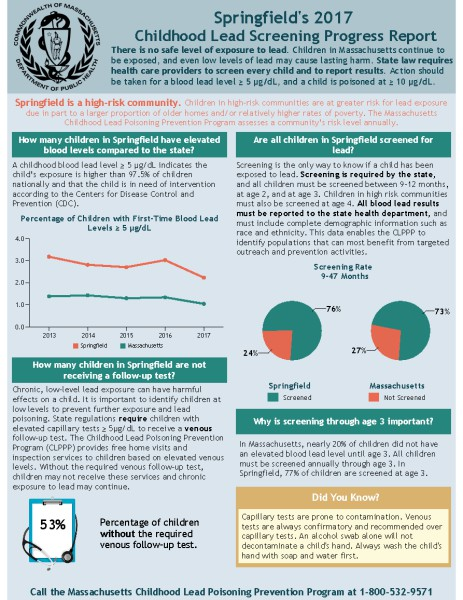 COMMONWEALTH OF MASSACHUSETTS
DEPARTMENT OF PUBLIC HEALTH
Springfield's 2017
Childhood Lead Screening Progress Report
There is no safe level of exposure to lead. Children in Massachusetts continue to
be exposed, and even low levels of lead may cause lasting harm. State law requires
health care providers to screen every child and to report results. Action should
be taken for a blood lead level ≥ 5 µg/dL, and a child is poisoned at ≥ 10 µg/dL.
Springfield is a high-risk community. Children in high-risk communities are at greater risk for lead exposure
due in part to a larger proportion of older homes and/or relatively higher rates of poverty. The Massachusetts
Childhood Lead Poisoning Prevention Program assesses a community's risk level annually.
How many children in Springfield have elevated
blood levels compared to the state?
A childhood blood lead level ≥ 5 µg/dL indicates the
child's exposure is higher than 97.5% of children
nationally and that the child is in need of intervention
according to the Centers for Disease Control and
Prevention (CDC).
Percentage of Children with First-Time Blood Lead
Levels ≥ 5 µg/dL
4.0
3.0
2.0
1.0
0.0
2013 2014 2015 2016 2017
Springfield Massachusetts
How many children in Springfield are not
receiving a follow-up test?
Chronic, low-level lead exposure can have harmful
effects on a child. It is important to identify children at
low levels to prevent further exposure and lead
poisoning. State regulations require children with
elevated capillary tests ≥ 5µg/ dL to receive a venous
follow-up test. The Childhood Lead Poisoning Prevention
Program (CLPPP) provides free home visits and
inspection services to children based on elevated venous
levels. Without the required venous follow-up test,
children may not receive these services and chronic
exposure to lead may continue.
53%
Percentage of children
without the required
venous follow-up test.
Are all children in Springfield screened for
lead?
Screening is the only way to know if a child has been
exposed to lead. Screening is required by the state,
and all children must be screened between 9-12 months,
at age 2, and at age 3. Children in high risk communities
must also be screened at age 4. All blood lead results
must be reported to the state health department, and
must include complete demographic information such as
race and ethnicity. This data enables the CLPPP to
identify populations that can most benefit from targeted
outreach and prevention activities.
Screening Rate
9-47 Months
76%
24%
73%
27%
Springfield Massachusetts
Screened Not Screened
Why is screening through age 3 important?
In Massachusetts, nearly 20% of children did not have
an elevated blood lead level until age 3. All children
must be screened annually through age 3. In
Springfield, 77% of children are screened at age 3.
Did You Know?
Capillary tests are prone to contamination. Venous
tests are always confirmatory and recommended over
capillary tests. An alcohol swab alone will not
decontaminate a child's hand. Always wash the child's
hand with soap and water first.
Call the Massachusetts Childhood Lead Poisoning Prevention Program at 1-800-532-9571